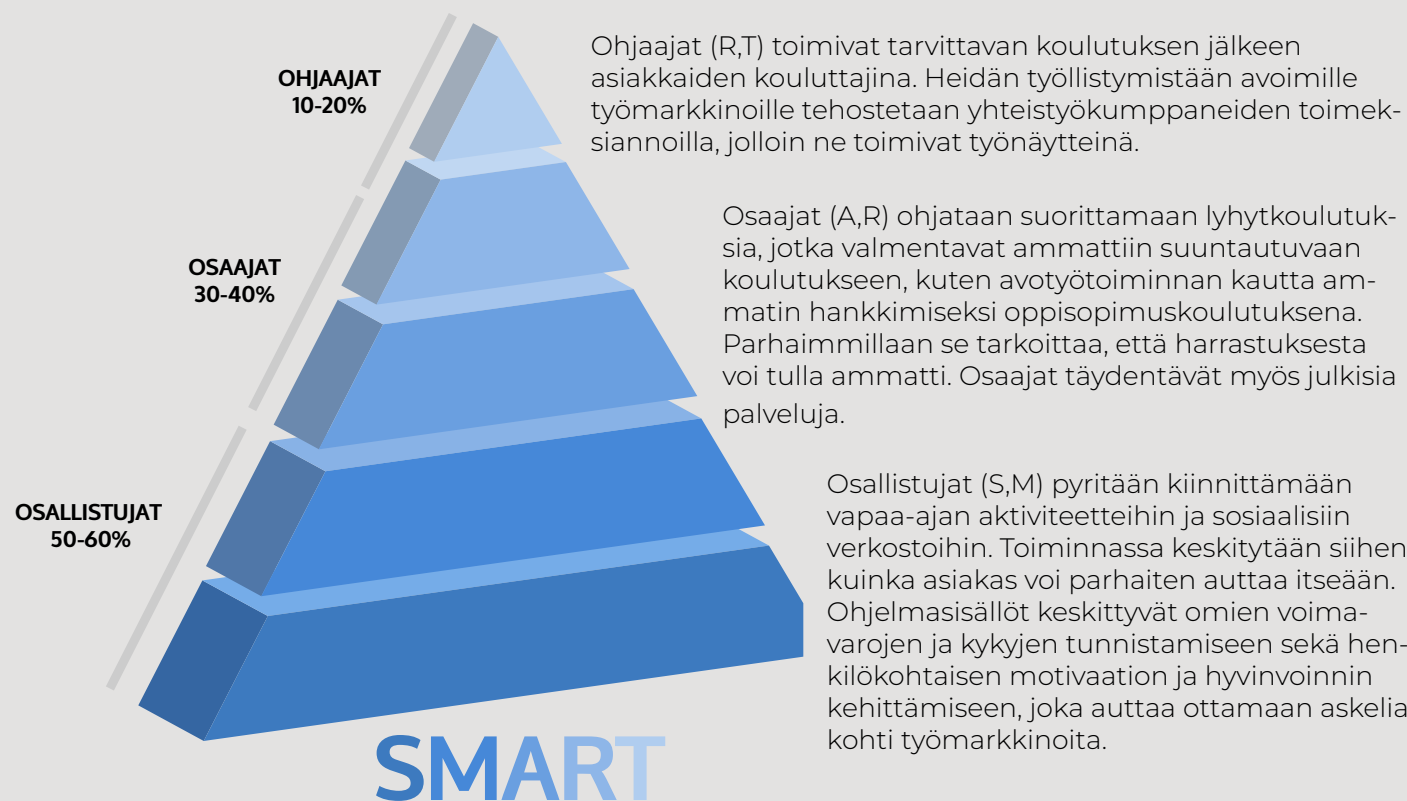 OHJAAJAT
10-20%
Ohjaajat (R,T) toimivat tarvittavan koulutuksen jälkeen
asiakkaiden kouluttajina. Heidän työllistymistään avoimille
työmarkkinoille tehostetaan yhteistyökumppaneiden toimek-
siannoilla, jolloin ne toimivat työnäytteinä.
OSAAJAT
30-40%
Osaajat (A,R) ohjataan suorittamaan lyhytkoulutuk-
sia, jotka valmentavat ammattiin suuntautuvaan
koulutukseen, kuten avotyötoiminnan kautta am-
matin hankkimiseksi oppisopimuskoulutuksena.
Parhaimmillaan se tarkoittaa, että harrastuksesta
voi tulla ammatti. Osaajat täydentävät myös julkisia
palveluja.
OSALLISTUJAT
50-60%
Osallistujat (S,M) pyritään kiinnittämään
vapaa-ajan aktiviteetteihin ja sosiaalisiin
verkostoihin. Toiminnassa keskitytään siihen
kuinka asiakas voi parhaiten auttaa itseään.
Ohjelmasisällöt keskittyvät omien voima-
varojen ja kykyjen tunnistamiseen sekä hen-
kilökohtaisen motivaation ja hyvinvoinnin
kehittämiseen, joka auttaa ottamaan askelia
kohti työmarkkinoita.
SMART